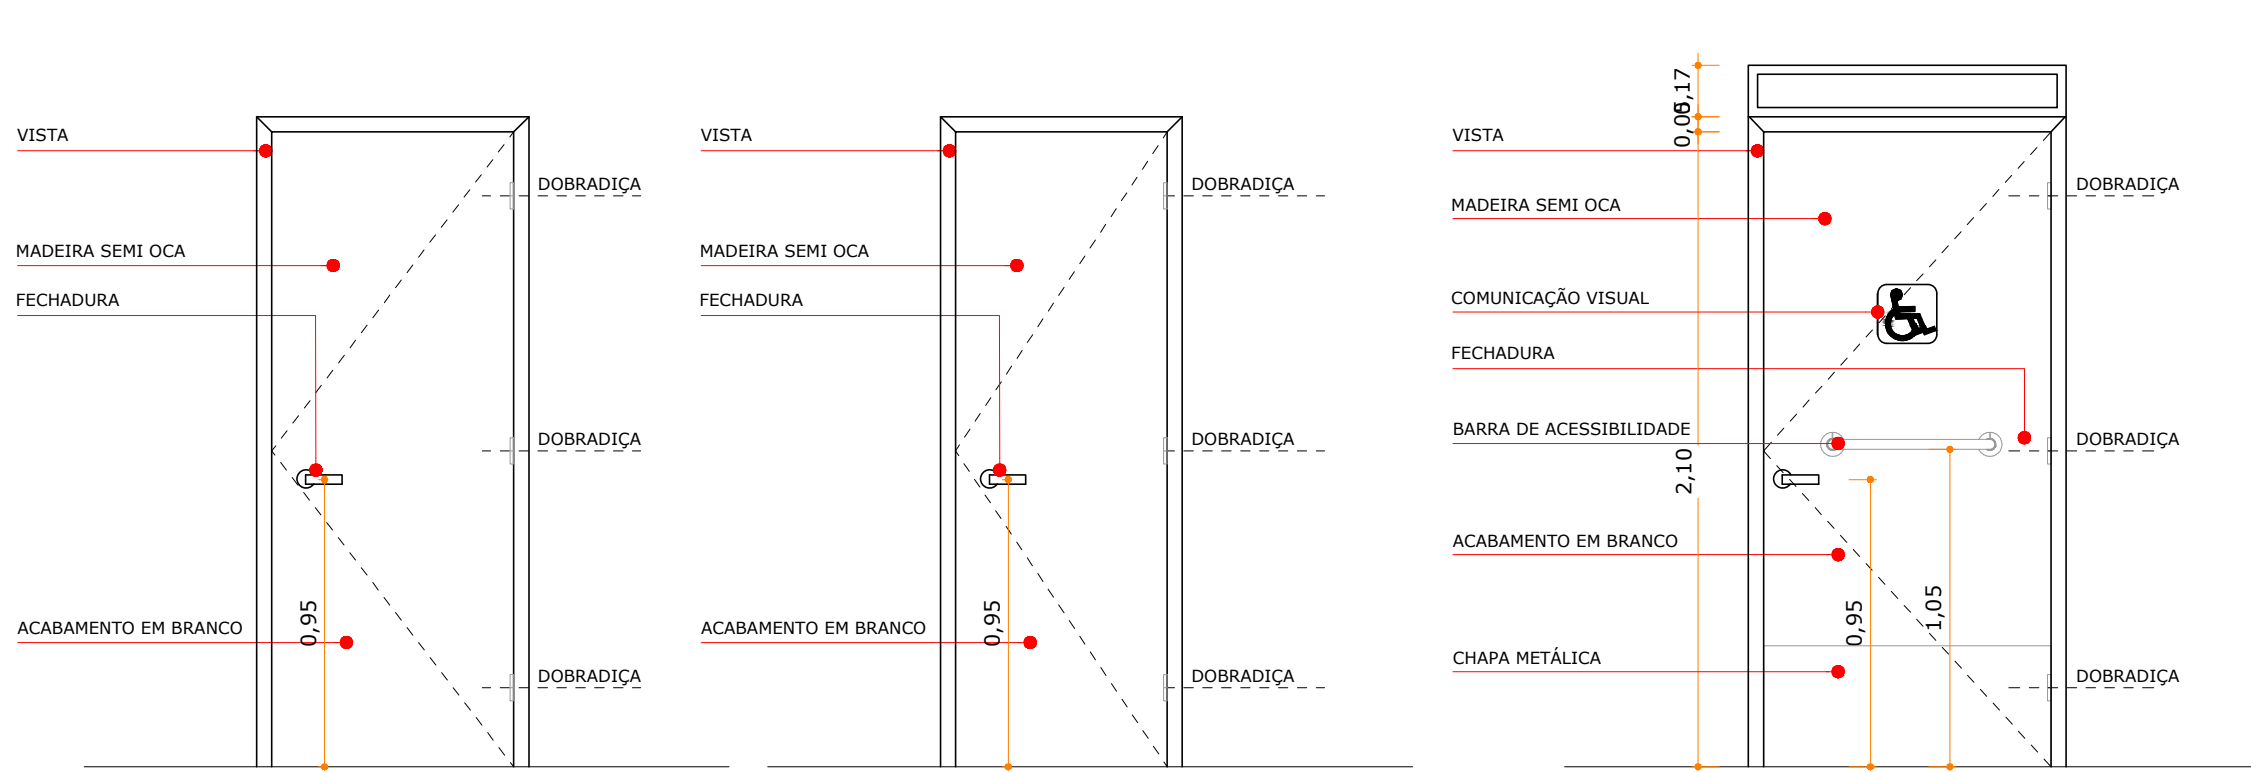 VISTA
DOBRADIÇA
MADEIRA SEMI OCA
FECHADURA
DOBRADIÇA
0,95
ACABAMENTO EM BRANCO
DOBRADIÇA
VISTA
DOBRADIÇA
MADEIRA SEMI OCA
FECHADURA
DOBRADIÇA
0,95
ACABAMENTO EM BRANCO
DOBRADIÇA
0,17
0,05
VISTA
DOBRADIÇA
MADEIRA SEMI OCA
COMUNICAÇÃO VISUAL
FECHADURA
BARRA DE ACESSIBILIDADE
DOBRADIÇA
2,10
ACABAMENTO EM BRANCO
0,95
1,05
CHAPA METÁLICA
DOBRADIÇA